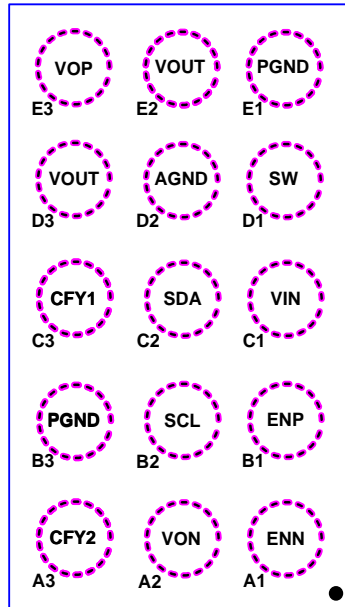 VOP VOUT PGND
E3 E2 E1
VOUT AGND SW
D3 D2 D1
CFY1 SDA VIN
C3 C2 C1
PGND SCL ENP
B3 B2 B1
CFY2 VON ENN
A3 A2 A1